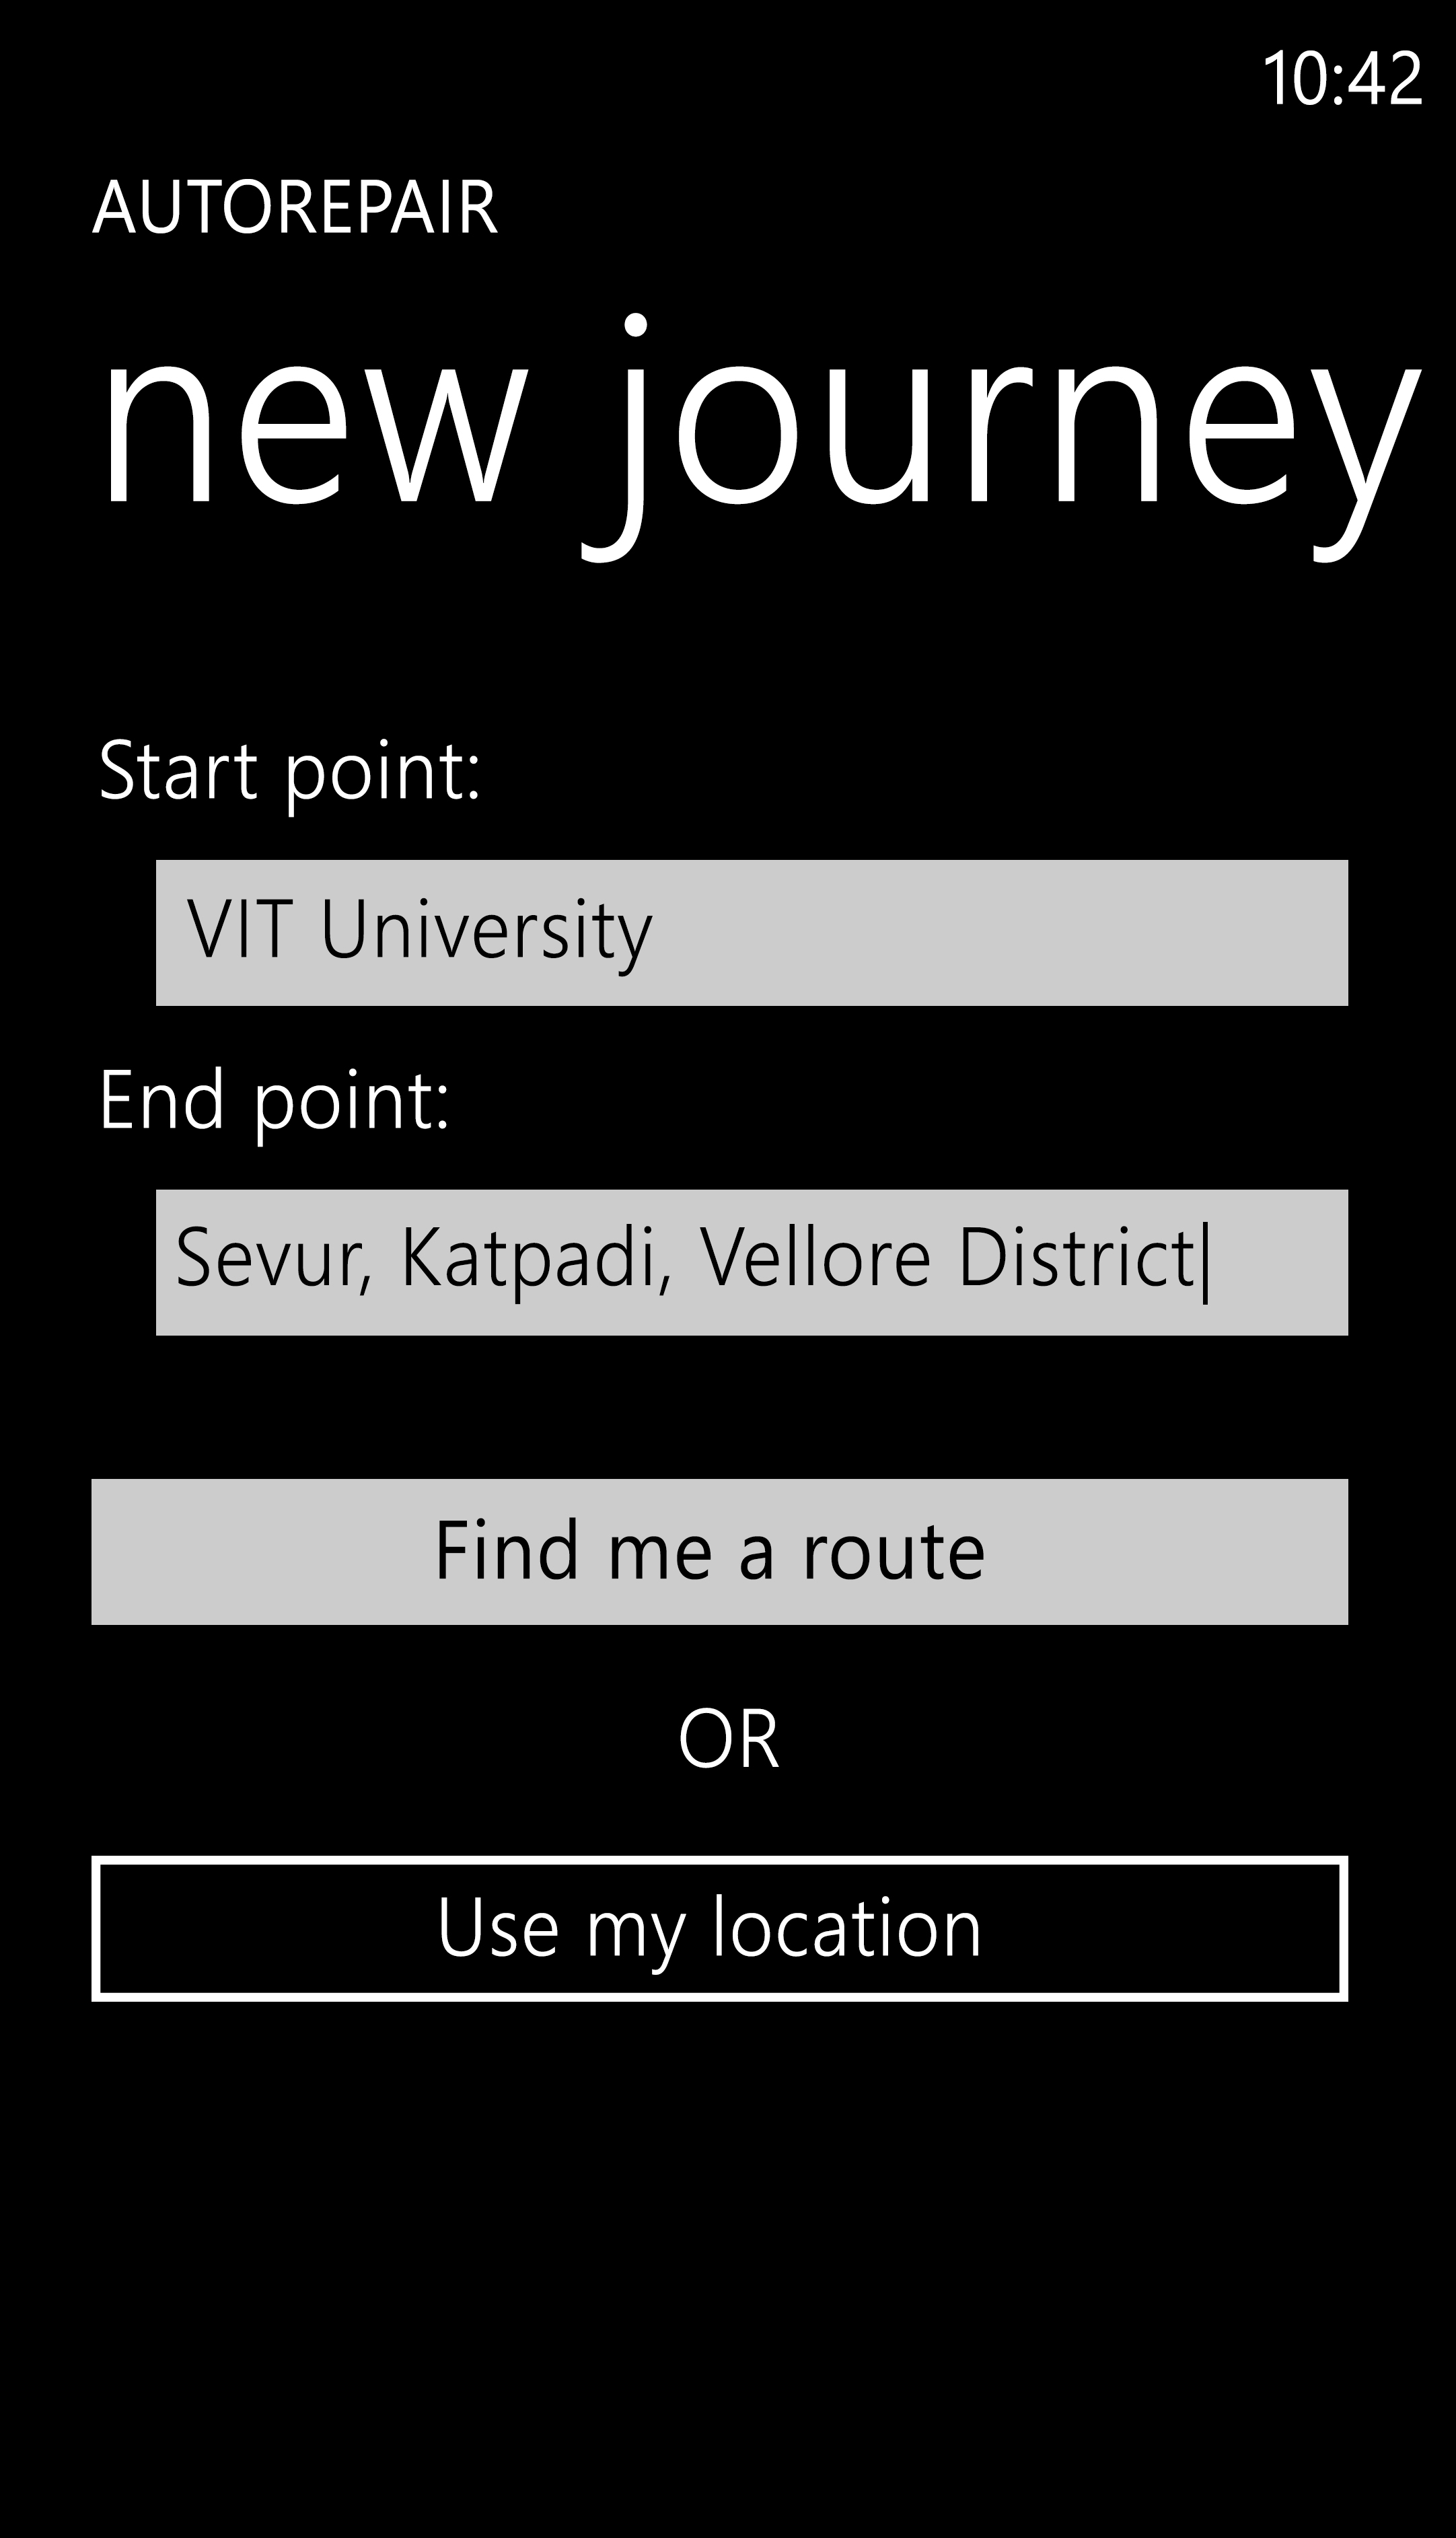 10:42
AUTOREPAIR
new journey
Start point:
VIT University
End point:
Sevur, Katpadi, Vellore District
Find me a route
OR
Use my location